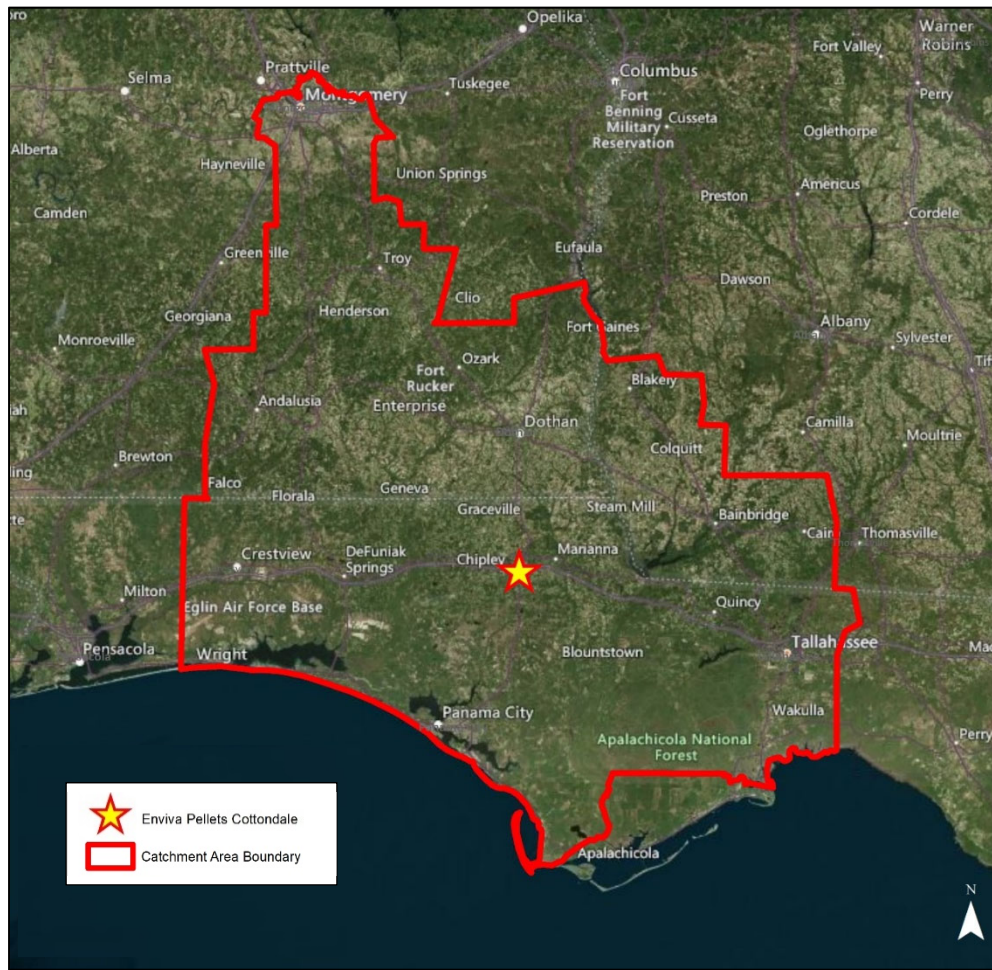 Opelika
Warner
Robins
Fort Valley
Prattville
Selma
Columbus
Tuskegee
Perry
Montgomery
Fort
Benning
Military
Reservation
Cusseta
Oglethorpe
Alberta
Hayneville
Union Springs
Preston
Americus
Camden
Cordele
Eufaula
Greenville
Troy
Dawson
Clio
Henderson
Georgiana
Fort Gaines
Albany
Monroeville
Sylvester
Ozark
Fort
Rucker
Blakely
Enterprise
Andalusia
Dothan
Camilla
Colquitt
Moultrie
Brewton
Falco
Geneva
Florala
Graceville
Steam Mill
Bainbridge
Cairo
Thomasville
Crestview
DeFuniak
Springs
Chipley
Marianna
Milton
Eglin Air Force Base
Quincy
Pensacola
Wright
Blountstown
Tallahassee
Panama City
Wakulla
Apalachicola National
Forest
Perry
Apalachicola
Enviva Pellets Cottondale
Catchment Area Boundary
N